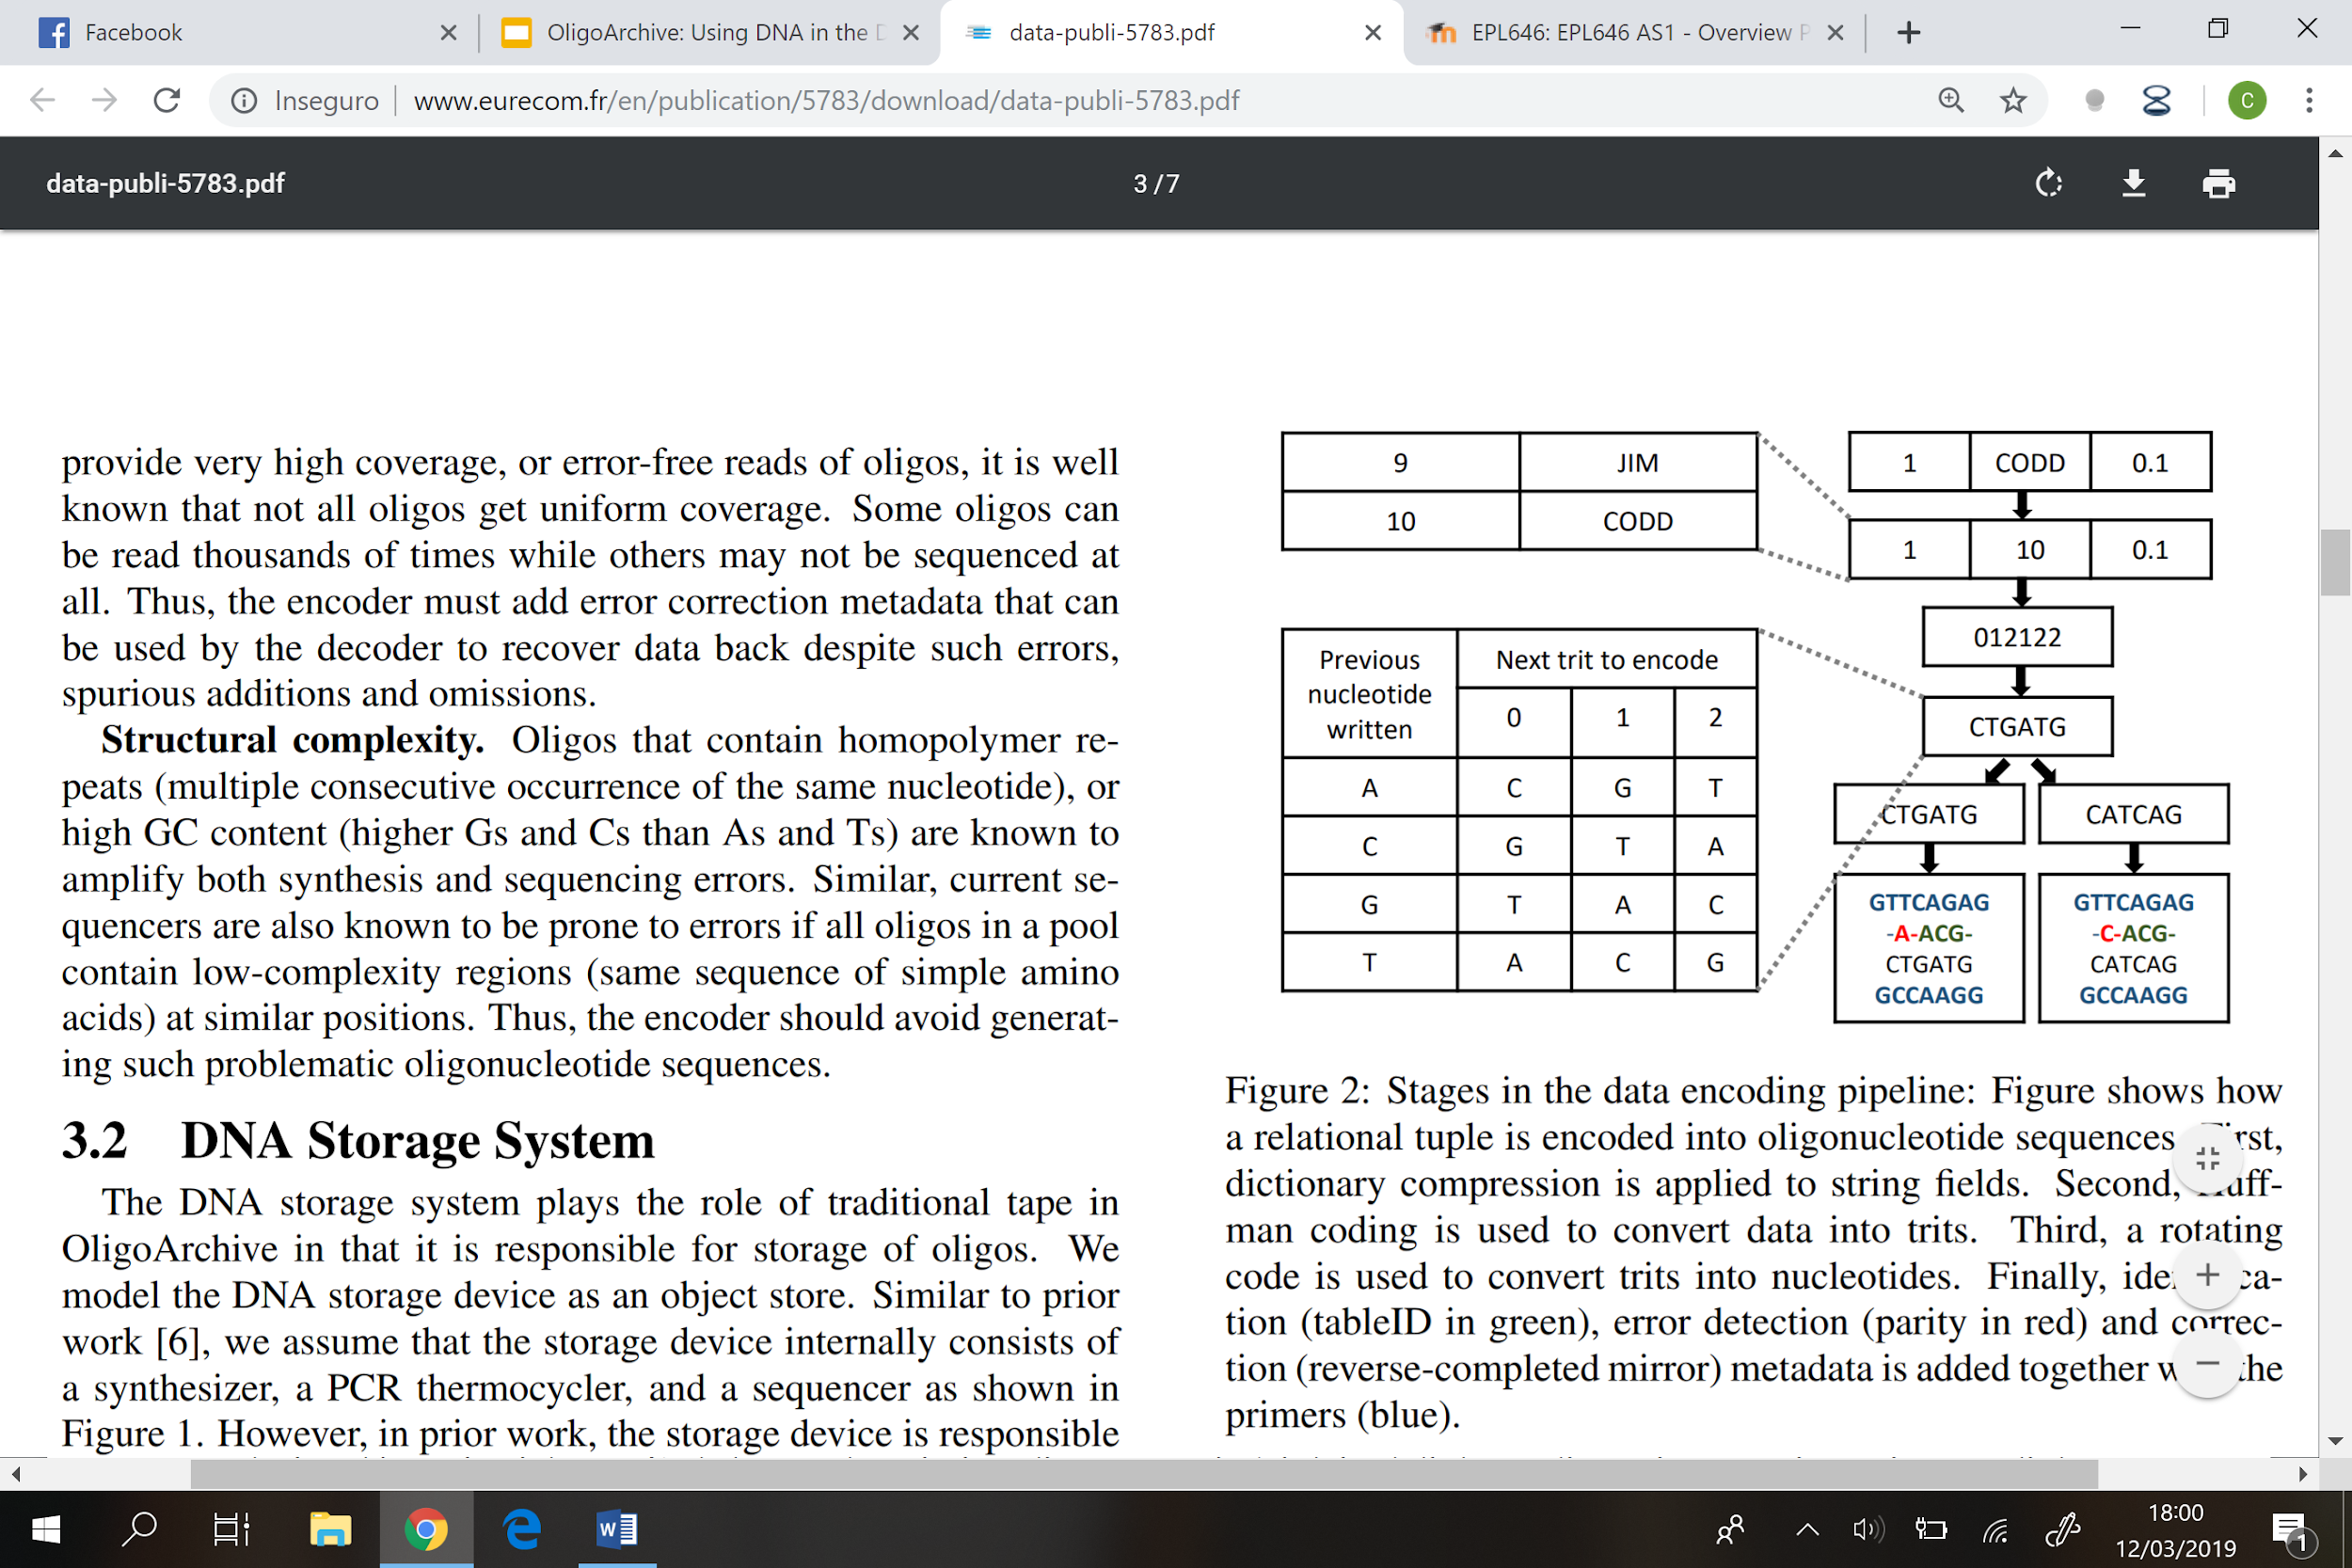 Facebook
OligoArchive: Using DNA in the D
data-publi-5783.pdf
EPL646: EPL646 AS1 - Overview P
Inseguro
www.eurecom.fr/en/publication/5783/download/data-publi-5783.pdf
C
data-publi-5783.pdf
3 / 7
provide very high coverage, or error-free reads of oligos, it is well
known that not all oligos get uniform coverage. Some oligos can
be read thousands of times while others may not be sequenced at
all. Thus, the encoder must add error correction metadata that can
be used by the decoder to recover data back despite such errors,
spurious additions and omissions.
Structural complexity. Oligos that contain homopolymer re-
peats (multiple consecutive occurrence of the same nucleotide), or
high GC content (higher Gs and Cs than As and Ts) are known to
amplify both synthesis and sequencing errors. Similar, current se-
quencers are also known to be prone to errors if all oligos in a pool
contain low-complexity regions (same sequence of simple amino
acids) at similar positions. Thus, the encoder should avoid generat-
ing such problematic oligonucleotide sequences.
3.2 DNA Storage System
The DNA storage system plays the role of traditional tape in
OligoArchive in that it is responsible for storage of oligos. We
model the DNA storage device as an object store. Similar to prior
work [6], we assume that the storage device internally consists of
a synthesizer, a PCR thermocycler, and a sequencer as shown in
Figure 1. However, in prior work, the storage device is responsible
9 JIM
10 CODD
Previous
nucleotide
written
Next trit to encode
0 1 2
A C G T
C G T A
G T A C
T A C G
1 CODD 0.1
1 10 0.1
012122
CTGATG
CTGATG
CATCAG
GTTCAGAG
-A-ACG-
CTGATG
GCCAAGG
GTTCAGAG
-C-ACG-
CATCAG
GCCAAGG
Figure 2: Stages in the data encoding pipeline: Figure shows how
a relational tuple is encoded into oligonucleotide sequences
dictionary compression is applied to string fields. Second,
man coding is used to convert data into trits. Third, a rotating
code is used to convert trits into nucleotides. Finally,
tion (tableID in green), error detection (parity in red) and correc-
tion (reverse-completed mirror) metadata is added together the
primers (blue).
18:00
12/03/2019
1